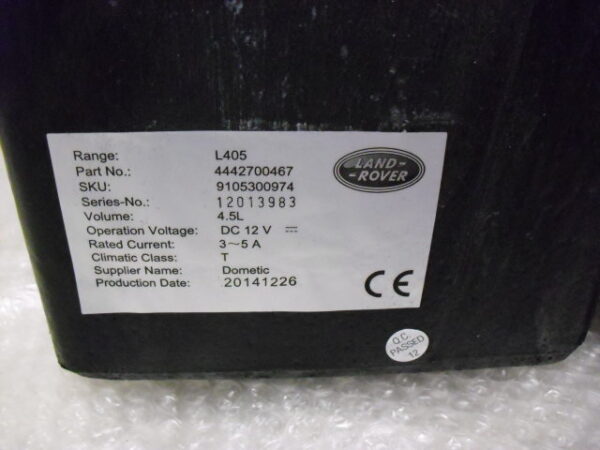 Range: L405
Part No.: 4442700467
SKU: 9105300974
Series-No.: 12013983
Volume: 4.5L
Operation Voltage: DC 12 V ⎓
Rated Current: 3～5 A
Climatic Class: T
Supplier Name: Dometic
Production Date: 20141226
LAND-
-ROVER
CE
Q.C.
PASSED
12